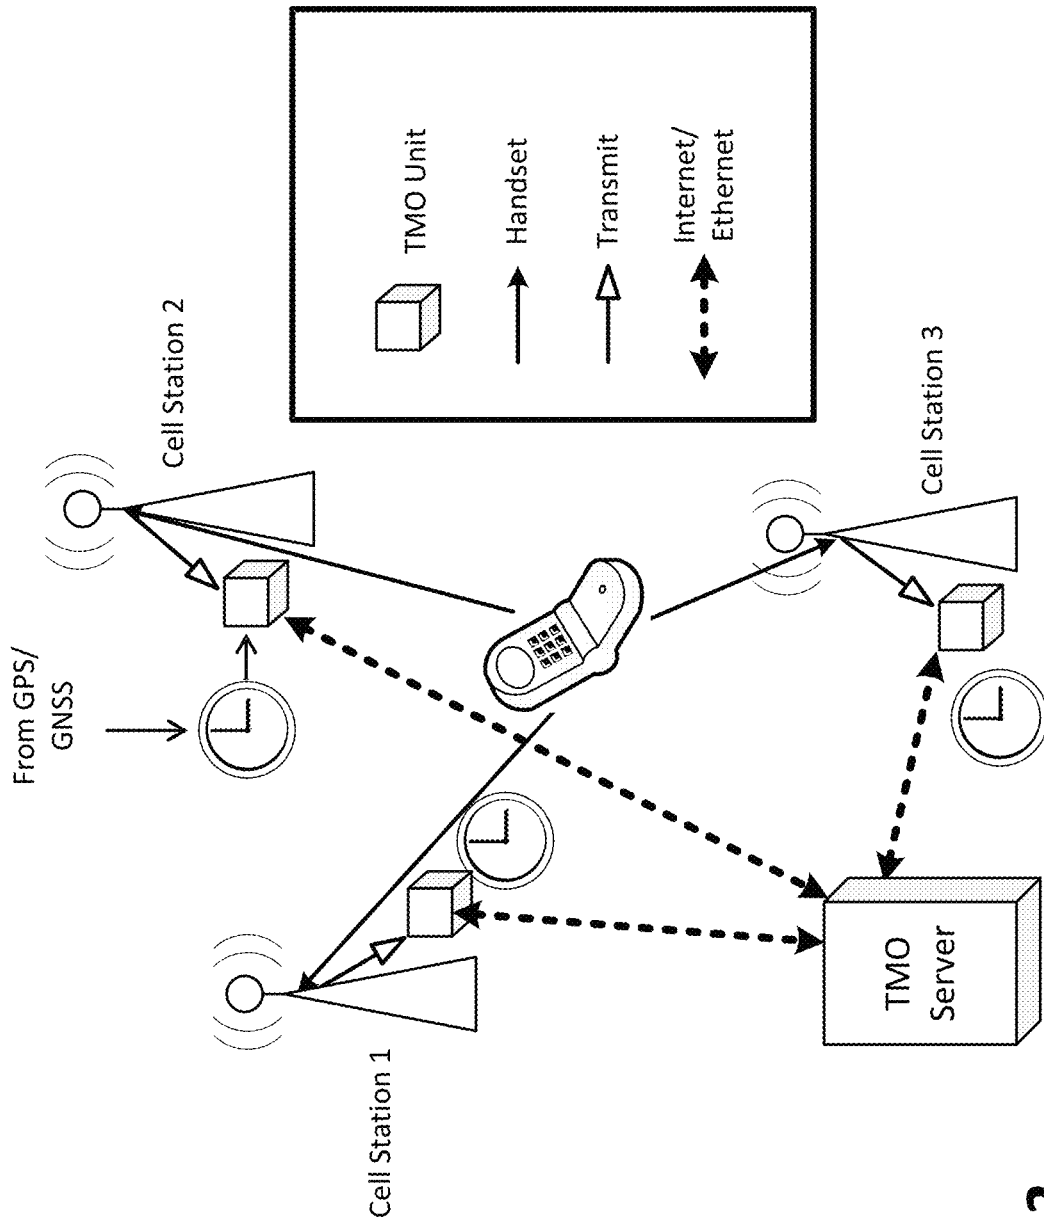 From GPS/
GNSS
Cell Station 2
Cell Station 1
Cell Station 3
TMO
Server
TMO Unit
Handset
Transmit
Internet/
Ethernet